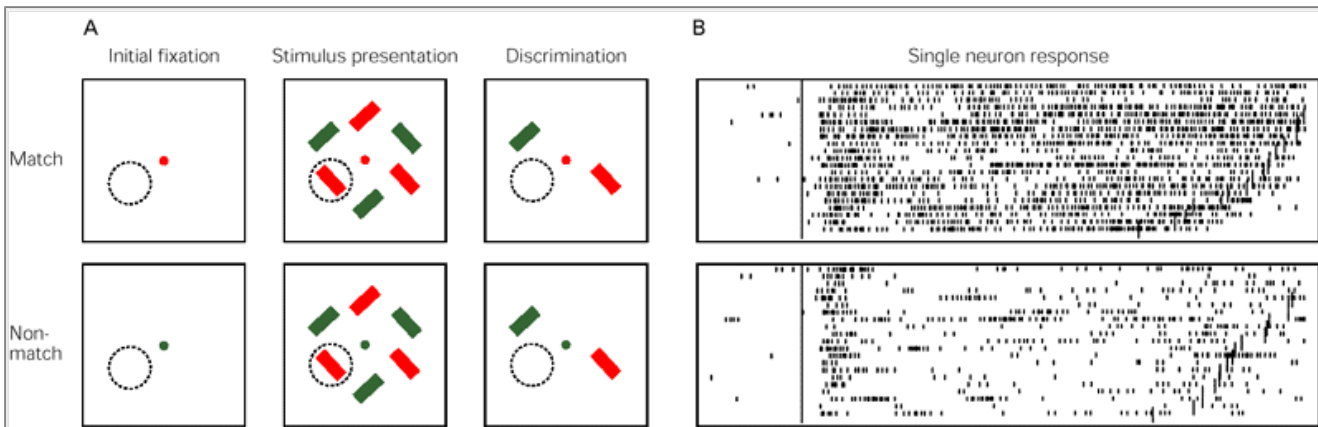 A
B
Initial fixation
Stimulus presentation
Discrimination
Single neuron response
Match
Non-
match